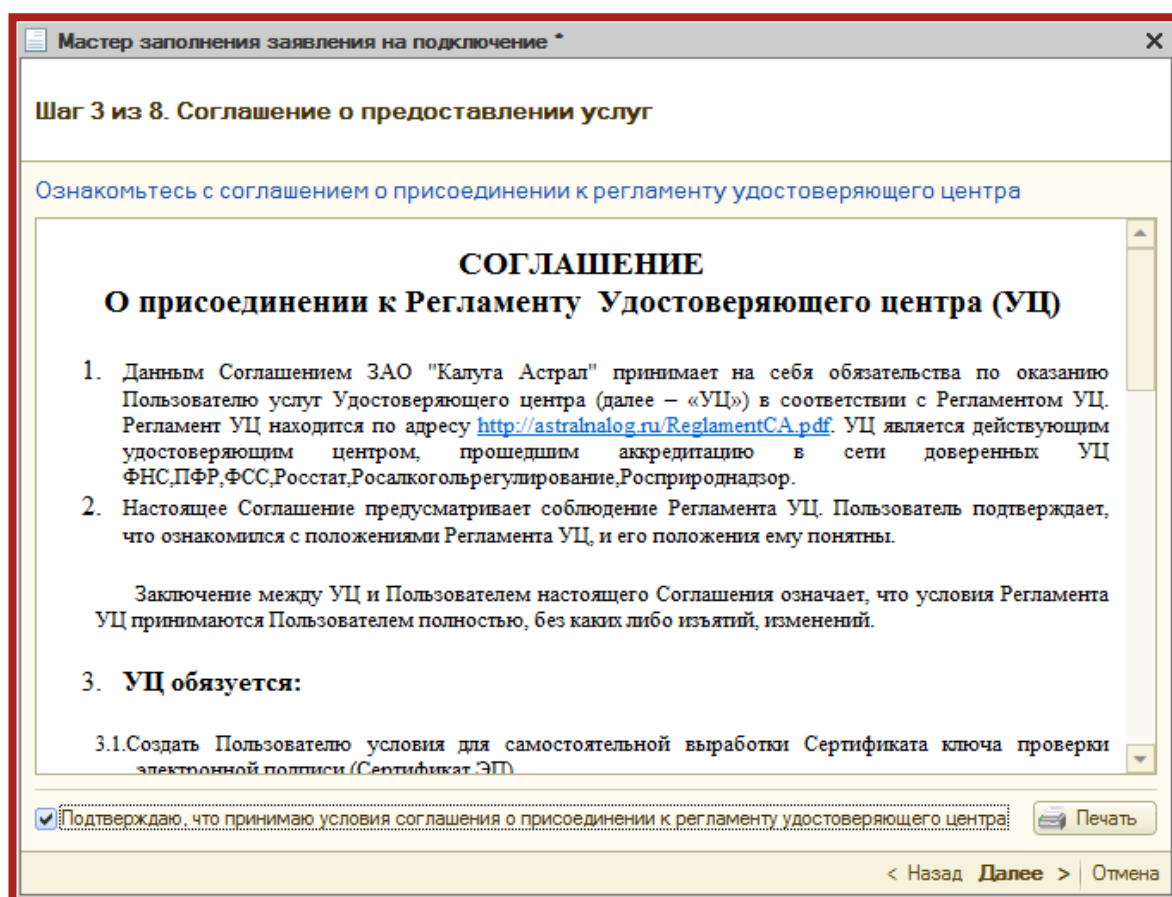 Мастер заполнения заявления на подключение *
Шаг 3 из 8. Соглашение о предоставлении услуг
Ознакомьтесь с соглашением о присоединении к регламенту удостоверяющего центра
СОГЛАШЕНИЕ
О присоединении к Регламенту Удостоверяющего центра (УЦ)
1. Данным Соглашением ЗАО "Калуга Астрал" принимает на себя обязательства по оказанию
Пользователю услуг Удостоверяющего центра (далее – «УЦ») в соответствии с Регламентом УЦ.
Регламент УЦ находится по адресу http://astralnalog.ru/ReglamentCA.pdf. УЦ является действующим
удостоверяющим центром, прошедшим аккредитацию в сети доверенных УЦ
ФНС,ПФР,ФСС,Росстат,Росалкогольрегулирование,Росприроднадзор.
2. Настоящее Соглашение предусматривает соблюдение Регламента УЦ. Пользователь подтверждает,
что ознакомился с положениями Регламента УЦ, и его положения ему понятны.
Заключение между УЦ и Пользователем настоящего Соглашения означает, что условия Регламента
УЦ принимаются Пользователем полностью, без каких либо изъятий, изменений.
3. УЦ обязуется:
3.1.Создать Пользователю условия для самостоятельной выработки Сертификата ключа проверки
электронной подписи (Сертификат ЭП)
Подтверждаю, что принимаю условия соглашения о присоединении к регламенту удостоверяющего центра
Печать
< Назад Далее > Отмена